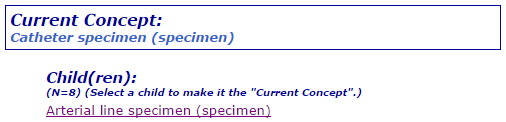 Current Concept:
Catheter specimen (specimen)
Child(ren):
(N=8) (Select a child to make it the "Current Concept".)
Arterial line specimen (specimen)